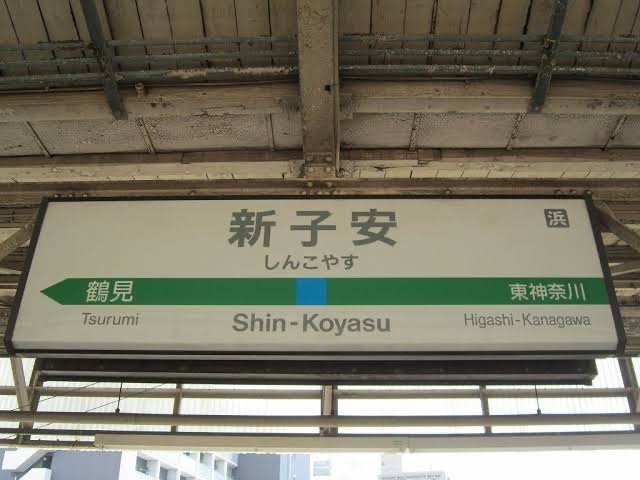 新子安
浜
しんこやす
鶴見
東神奈川
Tsurumi
Shin-Koyasu
Higashi-Kanagawa